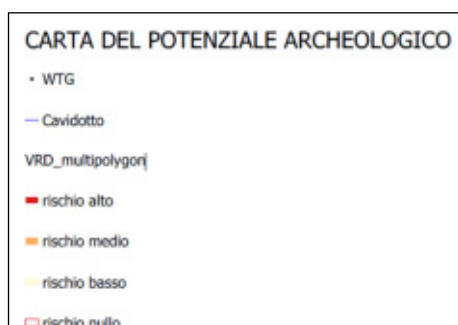 CARTA DEL POTENZIALE ARCHEOLOGICO
WTG
Cavidotto
VRD_multipolygon
rischio alto
rischio medio
rischio basso
rischio nullo